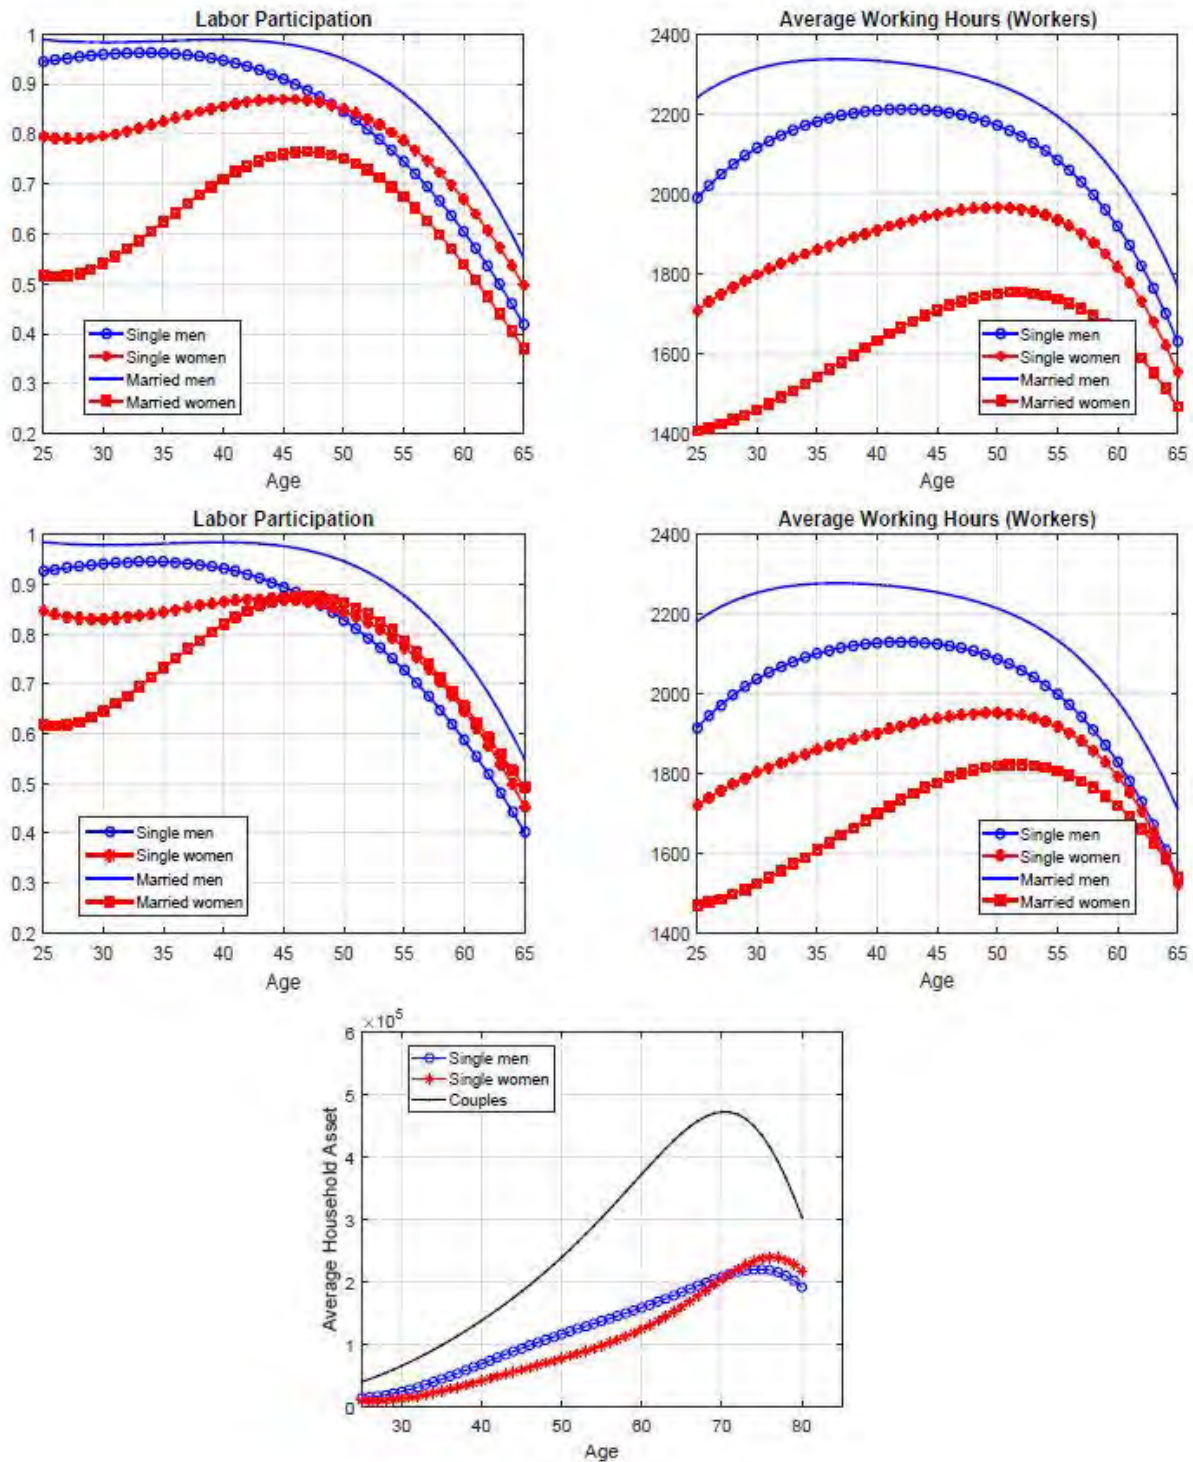 Labor Participation
1
0.9
0.8
0.7
0.6
0.5
0.4
0.3
0.2
Single men
Single women
Married men
Married women
25 30 35 40 45 50 55 60 65
Age
Average Working Hours (Workers)
2400
2200
2000
1800
1600
1400
Single men
Single women
Married men
Married women
25 30 35 40 45 50 55 60 65
Age
Labor Participation
1
0.9
0.8
0.7
0.6
0.5
0.4
0.3
0.2
Single men
Single women
Married men
Married women
25 30 35 40 45 50 55 60 65
Age
Average Working Hours (Workers)
2400
2200
2000
1800
1600
1400
Single men
Single women
Married men
Married women
25 30 35 40 45 50 55 60 65
Age
×10⁵
6
5
4
3
2
1
0
Average Household Asset
Single men
Single women
Couples
30 40 50 60 70 80
Age